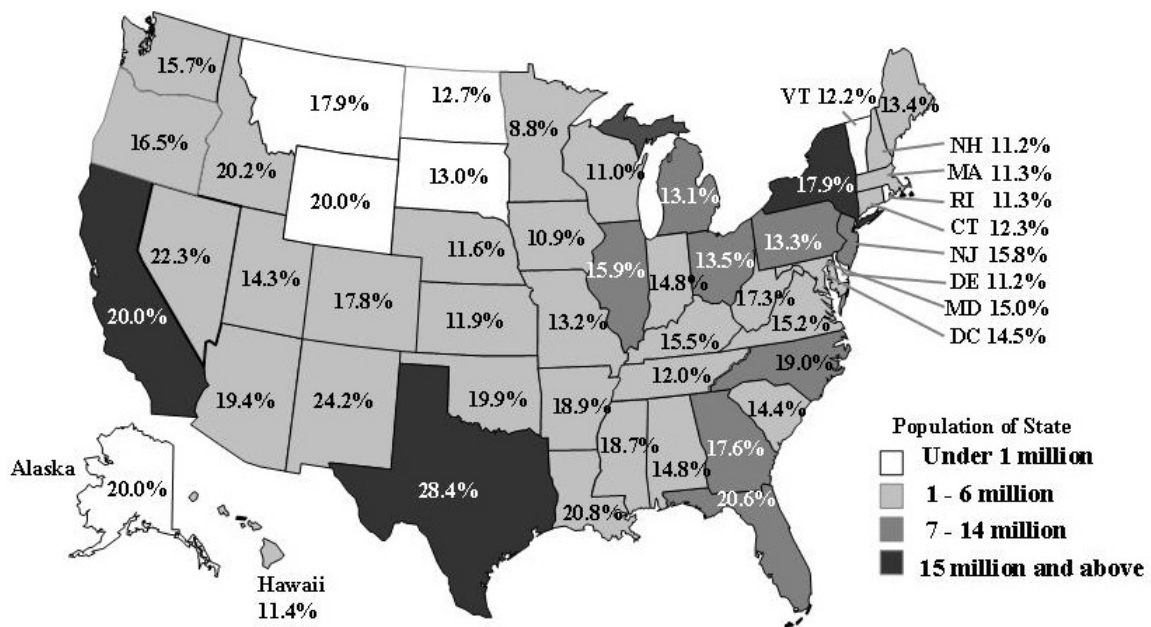 15.7%
17.9%
12.7%
8.8%
VT 12.2%
13.4%
16.5%
20.2%
20.0%
13.0%
11.0%
13.1%
17.9%
NH 11.2%
MA 11.3%
RI 11.3%
CT 12.3%
NJ 15.8%
DE 11.2%
MD 15.0%
DC 14.5%
22.3%
14.3%
17.8%
11.6%
10.9%
15.9%
14.8%
13.5%
13.3%
20.0%
11.9%
13.2%
15.5%
17.3%
15.2%
19.4%
24.2%
19.9%
18.9%
12.0%
19.0%
28.4%
20.8%
18.7%
14.8%
17.6%
14.4%
20.6%
Alaska
20.0%
Hawaii
11.4%
Population of State
Under 1 million
1 - 6 million
7 - 14 million
15 million and above